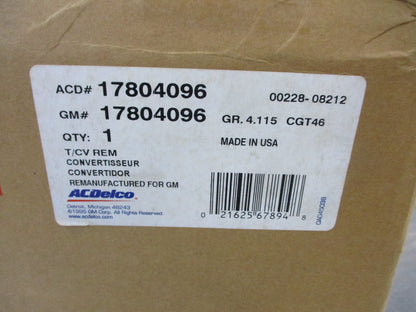 ACD# 17804096
00228-08212
GM# 17804096
GR. 4.115 CGT46
QTY: 1
MADE IN USA
T/CV REM
CONVERTISSEUR
CONVERTIDOR
REMANUFACTURED FOR GM
ACDelco
Detroit, Michigan 48243
©1995 GM Corp. All Rights Reserved.
www.acdelco.com
0 21625 67894